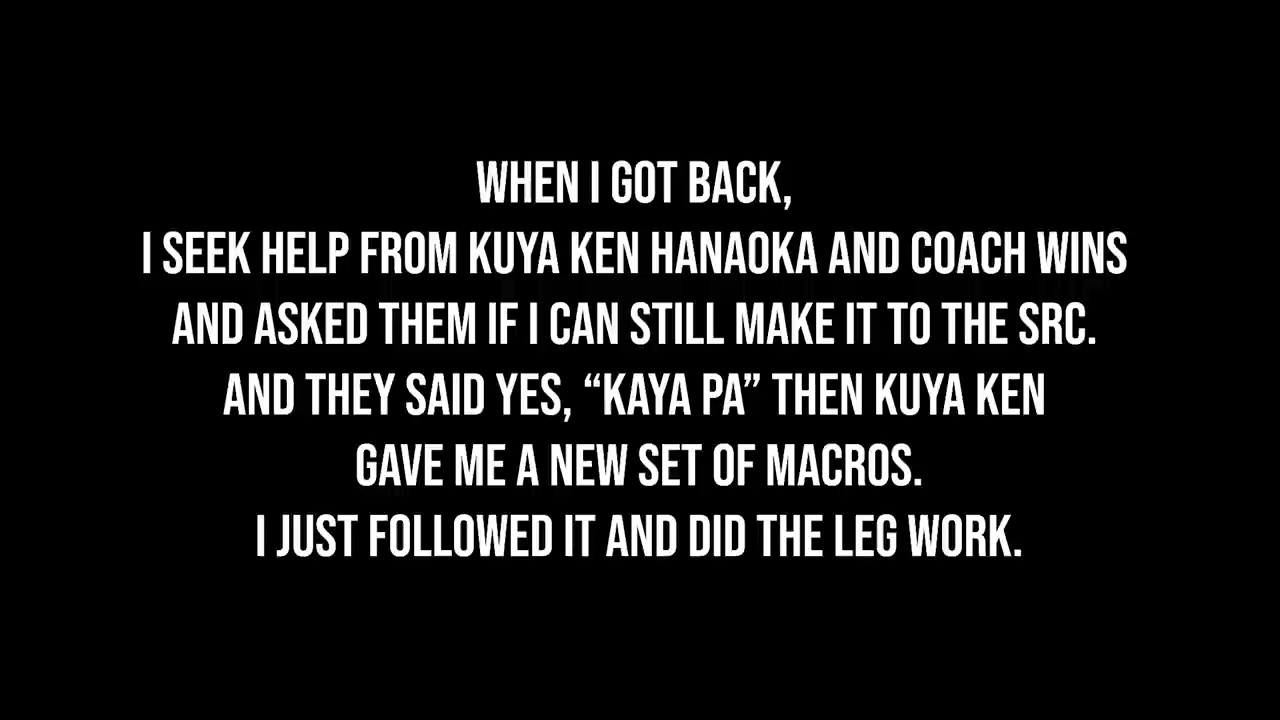 WHEN I GOT BACK,
I SEEK HELP FROM KUYA KEN HANAOKA AND COACH WINS
AND ASKED THEM IF I CAN STILL MAKE IT TO THE SRC.
AND THEY SAID YES, “KAYA PA” THEN KUYA KEN
GAVE ME A NEW SET OF MACROS.
I JUST FOLLOWED IT AND DID THE LEG WORK.